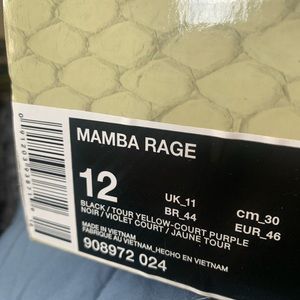 MAMBA RAGE
12
UK_11
cm_30
BR_44
EUR_46
BLACK / TOUR YELLOW-COURT PURPLE
NOIR / VIOLET COURT / JAUNE TOUR
MADE IN VIETNAM
FABRIQUÉ AU VIETNAM_HECHO EN VIETNAM
908972 024